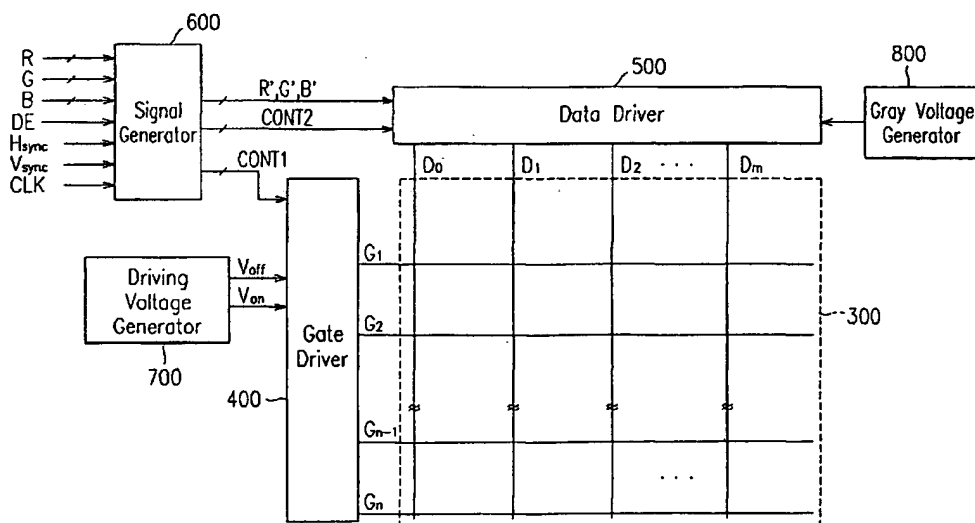 600
R
G
B
DE
Hsync
Vsync
CLK
Signal
Generator
R',G',B'
CONT2
CONT1
500
Data Driver
800
Gray Voltage
Generator
D0
D1
D2
· · ·
Dm
Driving
Voltage
Generator
700
Voff
Von
Gate
Driver
400
G1
G2
Gn-1
Gn
· · ·
300